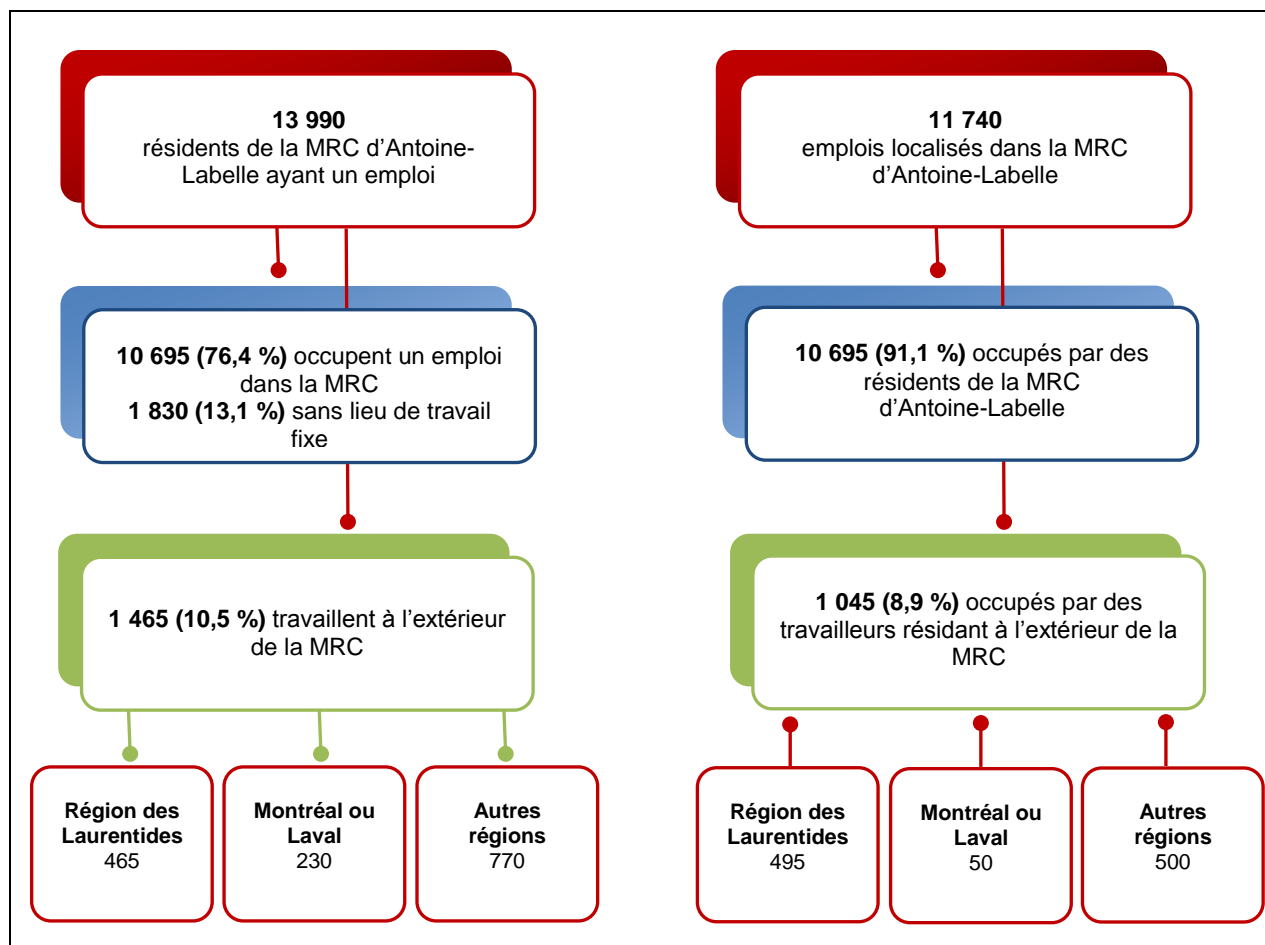 13 990
résidents de la MRC d'Antoine-
Labelle ayant un emploi
10 695 (76,4 %) occupent un emploi
dans la MRC
1 830 (13,1 %) sans lieu de travail
fixe
1 465 (10,5 %) travaillent à l'extérieur
de la MRC
Région des
Laurentides
465
Montréal ou
Laval
230
Autres
régions
770
11 740
emplois localisés dans la MRC
d'Antoine-Labelle
10 695 (91,1 %) occupés par des
résidents de la MRC
d'Antoine-Labelle
1 045 (8,9 %) occupés par des
travailleurs résidant à l'extérieur de la
MRC
Région des
Laurentides
495
Montréal ou
Laval
50
Autres
régions
500